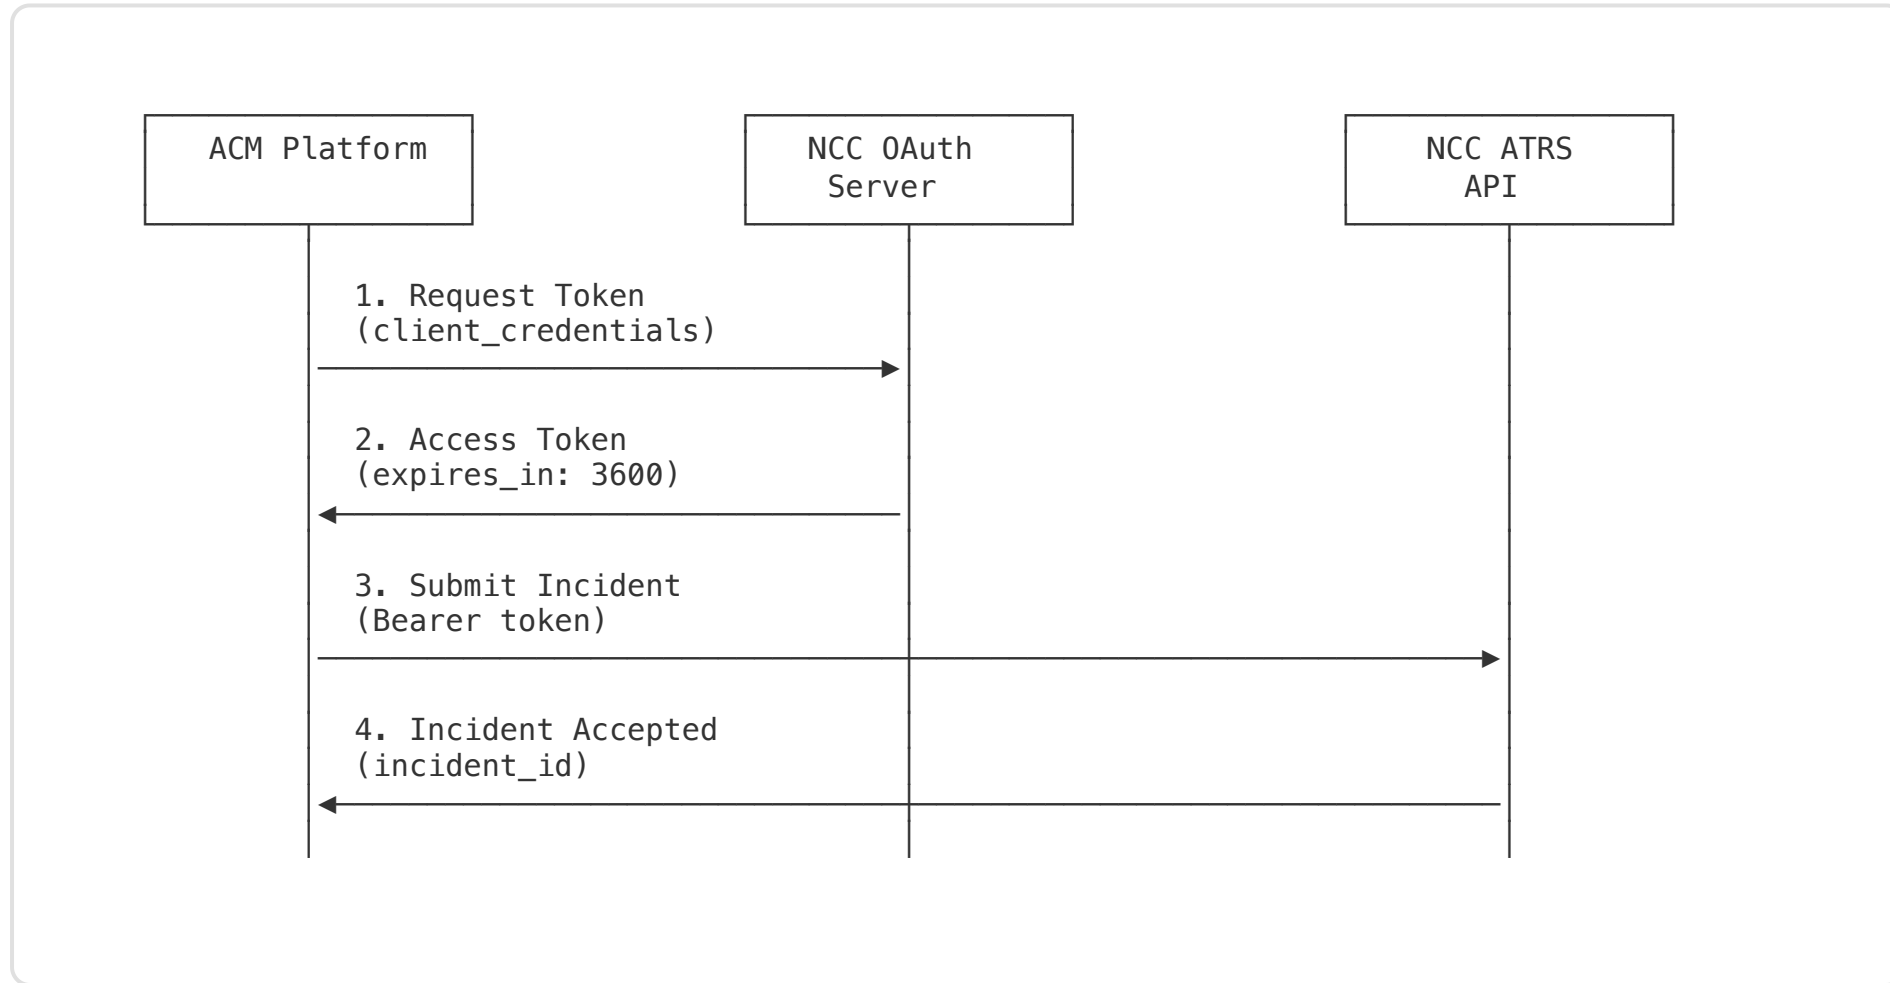 ACM Platform
NCC OAuth
Server
NCC ATRS
API
1. Request Token
(client_credentials)
2. Access Token
(expires_in: 3600)
3. Submit Incident
(Bearer token)
4. Incident Accepted
(incident_id)